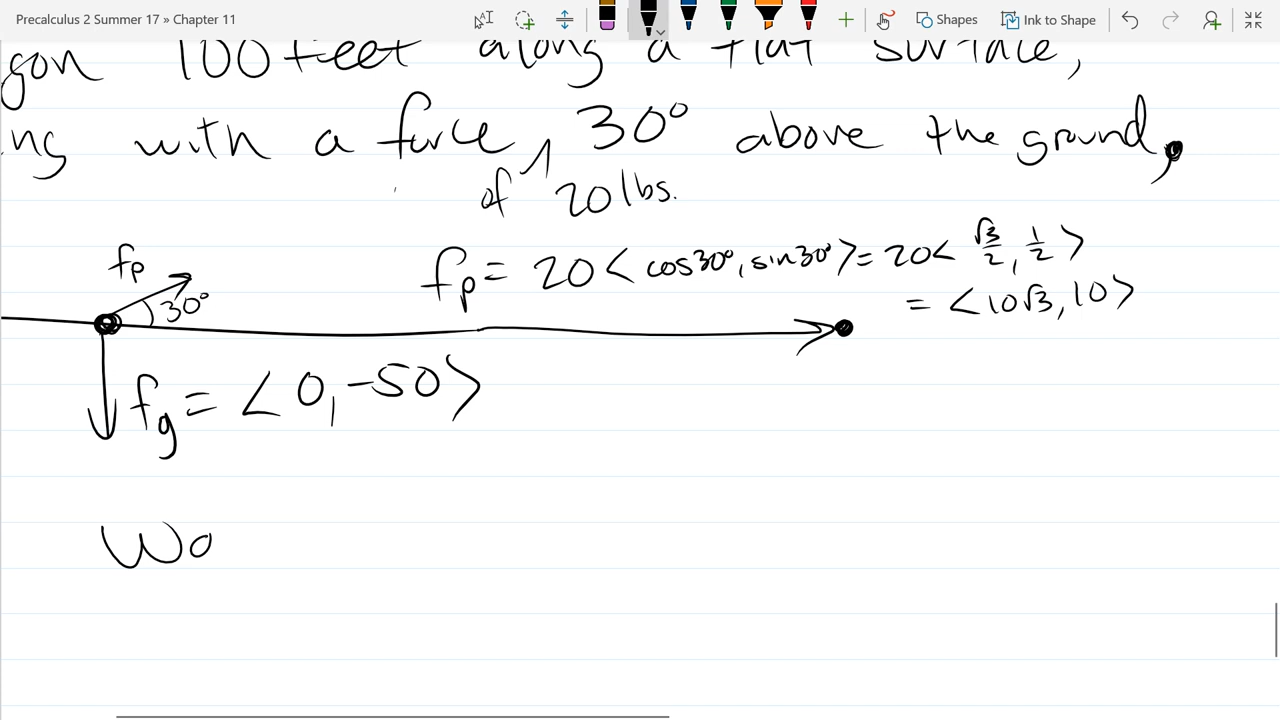 Precalculus 2 Summer 17 » Chapter 11
Shapes
Ink to Shape
gon 100 feet along a flat surface,
ng with a force 30° above the ground,
of 20 lbs.
fp
30°
fp = 20 < cos30°, sin30° > = 20 < √3/2, 1/2 >
= < 10√3, 10 >
fg = < 0, -50 >
Wo